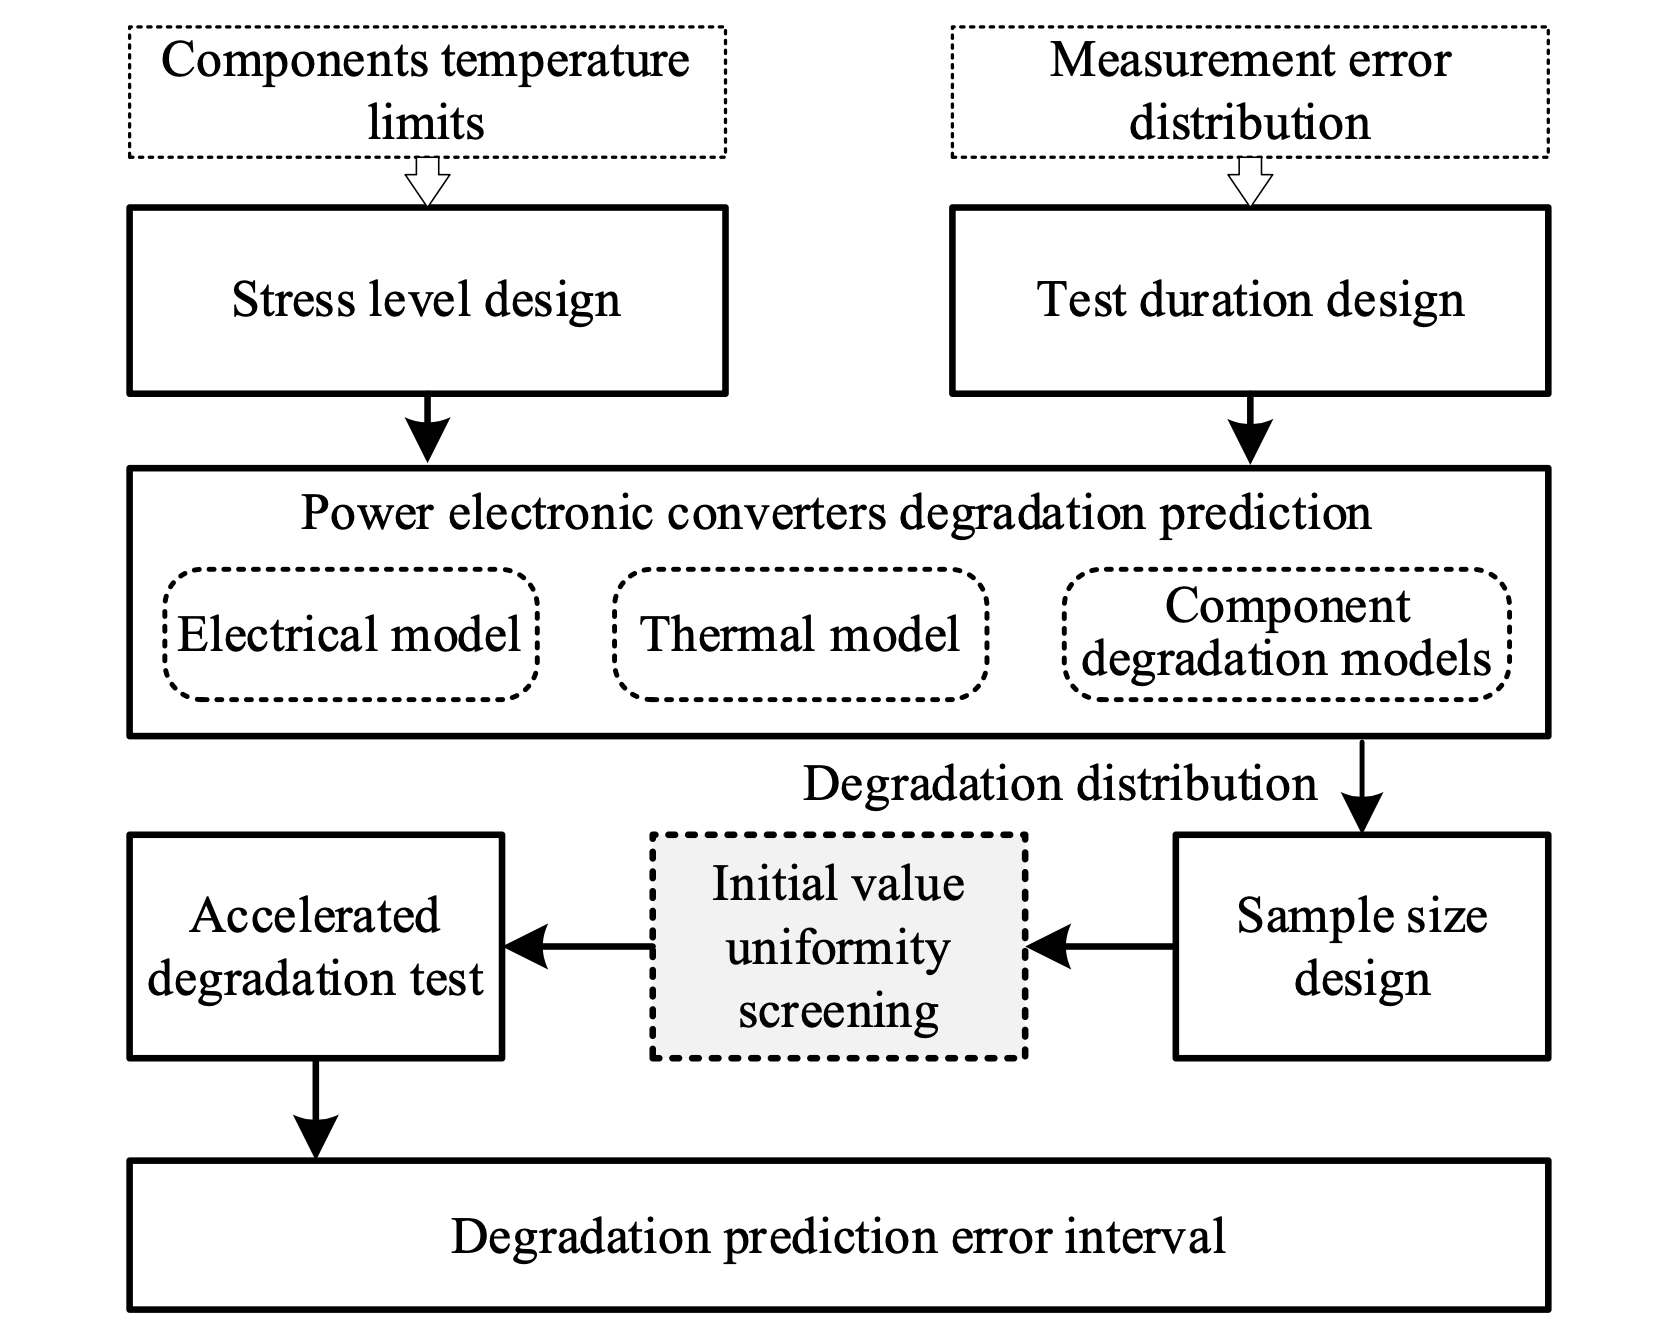 Components temperature
limits
Measurement error
distribution
Stress level design
Test duration design
Power electronic converters degradation prediction
Electrical model
Thermal model
Component
degradation models
Degradation distribution
Accelerated
degradation test
Initial value
uniformity
screening
Sample size
design
Degradation prediction error interval